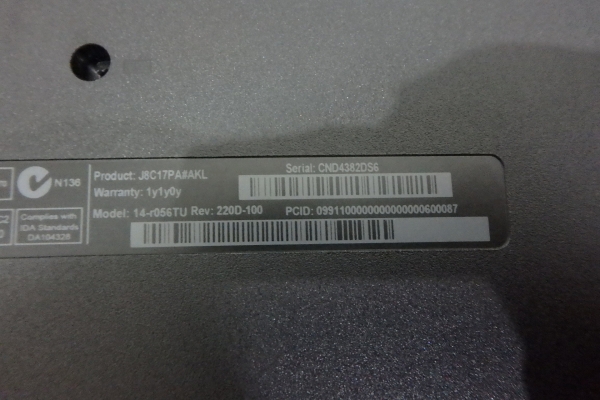 N136
Complies with
IDA Standards
DA104328
Product: J8C17PA#AKL
Warranty: 1y1y0y
Serial: CND4382DS6
Model: 14-r056TU Rev: 220D-100
PCID: 099110000000000000600087